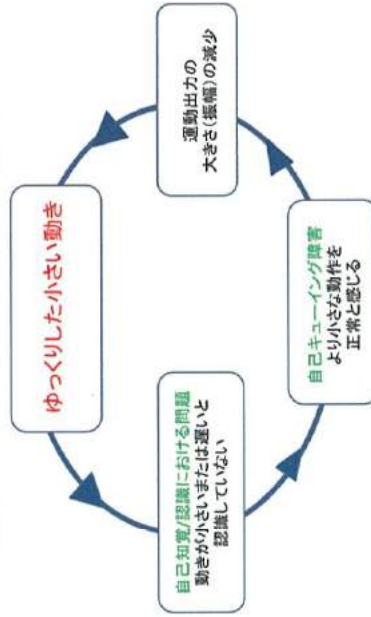 ゆっくりした小さい動き
自己知覚/認識における問題
動きが小さいまたは遅いと
認識していない
自己キューイング障害
より小さな動作を
正常と感じる
運動出力の
大きさ(振幅)の減少